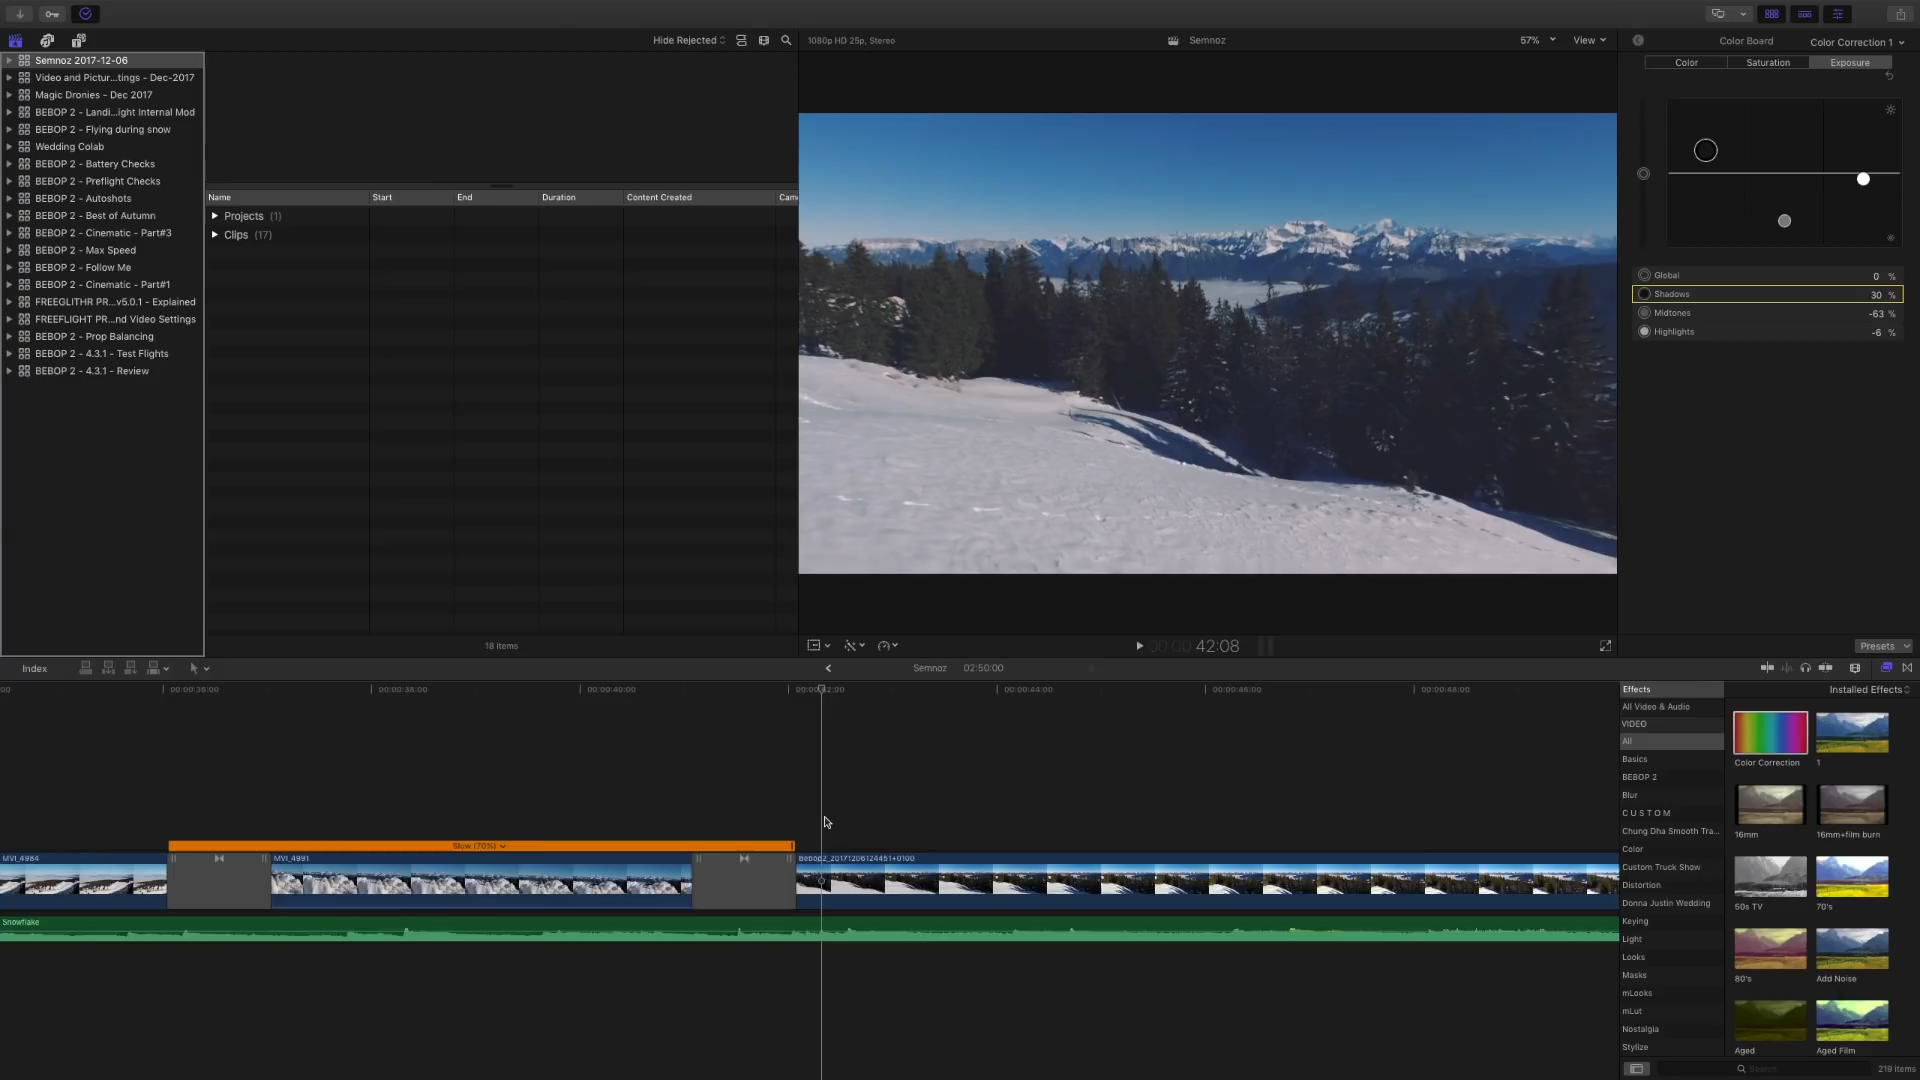 Hide Rejected
1080p HD 25p, Stereo
Semnoz
57%
View
Color Board
Color Correction 1
Color
Saturation
Exposure
Semnoz 2017-12-06
Video and Pictur...tings - Dec-2017
Magic Dronies - Dec 2017
BEBOP 2 - Landi...ight Internal Mod
BEBOP 2 - Flying during snow
Wedding Colab
BEBOP 2 - Battery Checks
BEBOP 2 - Preflight Checks
BEBOP 2 - Autoshots
BEBOP 2 - Best of Autumn
BEBOP 2 - Cinematic - Part#3
BEBOP 2 - Max Speed
BEBOP 2 - Follow Me
BEBOP 2 - Cinematic - Part#1
FREEGLITHR PR...v5.0.1 - Explained
FREEFLIGHT PR...nd Video Settings
BEBOP 2 - Prop Balancing
BEBOP 2 - 4.3.1 - Test Flights
BEBOP 2 - 4.3.1 - Review
Name
Start
End
Duration
Content Created
Came
Projects (1)
Clips (17)
Global 0 %
Shadows 30 %
Midtones -63 %
Highlights -6 %
18 items
00:00:42:08
Presets
Index
Semnoz
02:50:00
00:00:36:00
00:00:38:00
00:00:40:00
00:00:42:00
00:00:44:00
00:00:46:00
00:00:48:00
Slow (70%)
MVI_4984
MVI_4991
Bebop2_20171206124451+0100
Snowflake
Effects
Installed Effects
All Video & Audio
VIDEO
All
Basics
BEBOP 2
Blur
CUSTOM
Chung Dha Smooth Tra...
Color
Custom Truck Show
Distortion
Donna Justin Wedding
Keying
Light
Looks
Masks
mLooks
mLut
Nostalgia
Stylize
Color Correction
1
16mm
16mm+film burn
50s TV
70's
80's
Add Noise
Aged
Aged Film
Search
219 items